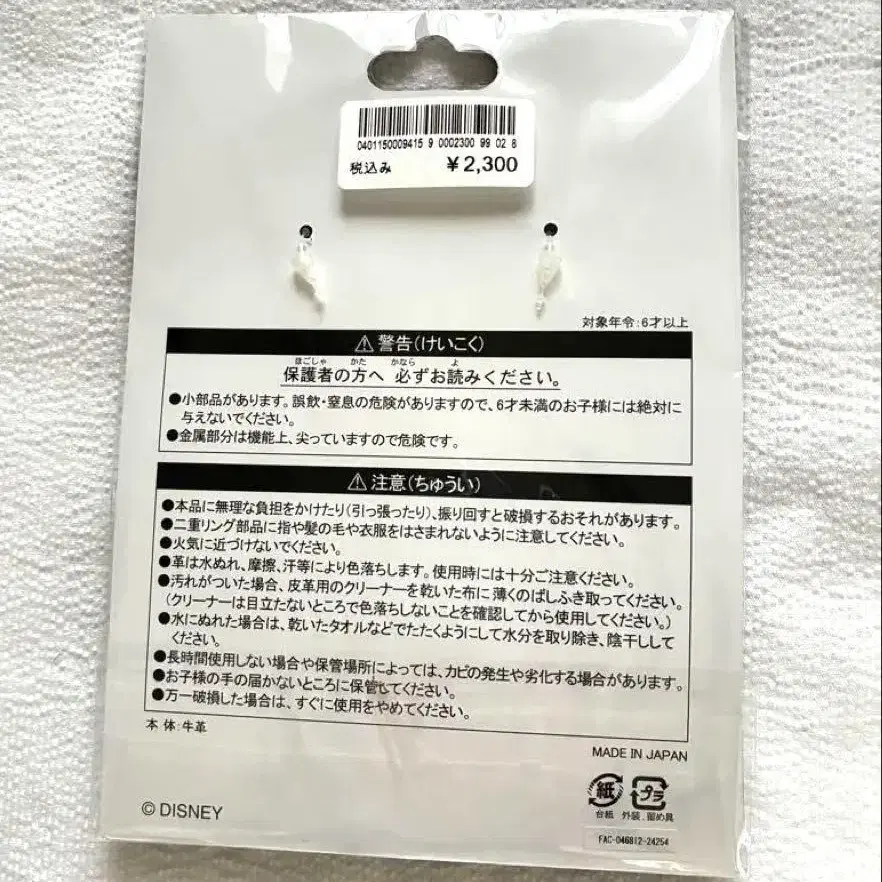 0401150009415 9 0002300 99 02 8
税込み ¥2,300
対象年令:6才以上
⚠警告(けいこく)
ほごしゃ かた かなら よ
保護者の方へ 必ずお読みください。
●小部品があります。誤飲・窒息の危険がありますので、6才未満のお子様には絶対に
与えないでください。
●金属部分は機能上、尖っていますので危険です。
⚠注意(ちゅうい)
●本品に無理な負担をかけたり(引っ張ったり)、振り回すと破損するおそれがあります。
●二重リング部品に指や髪の毛や衣服をはさまれないように注意してください。
●火気に近づけないでください。
●革は水ぬれ、摩擦、汗等により色落ちします。使用時には十分ご注意ください。
●汚れがついた場合、皮革用のクリーナーを乾いた布に 薄くのばしふき取ってください。
(クリーナーは目立たないところで色落ちしないことを確認してから使用してください。)
●水にぬれた場合は、乾いたタオルなどでたたくようにして水分を取り除き、陰干しして
ください。
●長時間使用しない場合や保管場所によっては、カビの発生や劣化する場合があります。
●お子様の手の届かないところに保管してください。
●万一破損した場合は、すぐに使用をやめてください。
本体:牛革
MADE IN JAPAN
紙 プラ
台紙 外装、留め具
© DISNEY
FAC-046812-24254